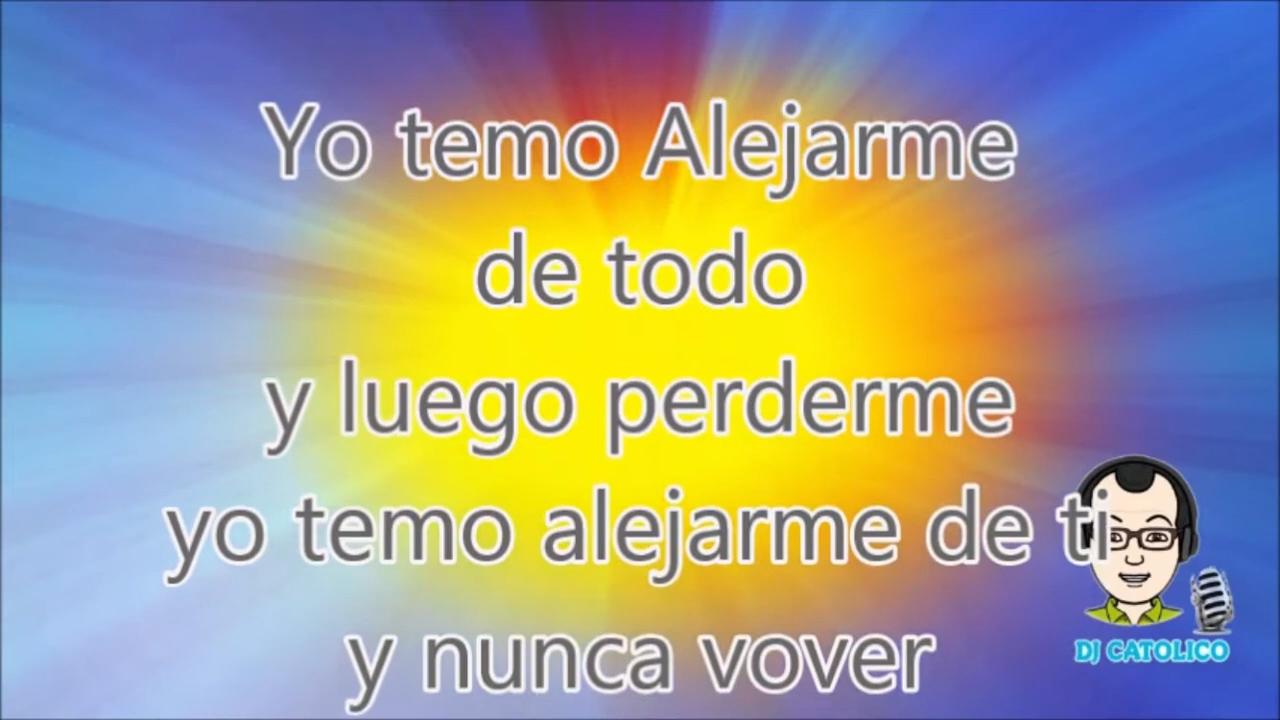 Yo temo Alejarme
de todo
y luego perderme
yo temo alejarme de ti
y nunca vover
DJ CATOLICO